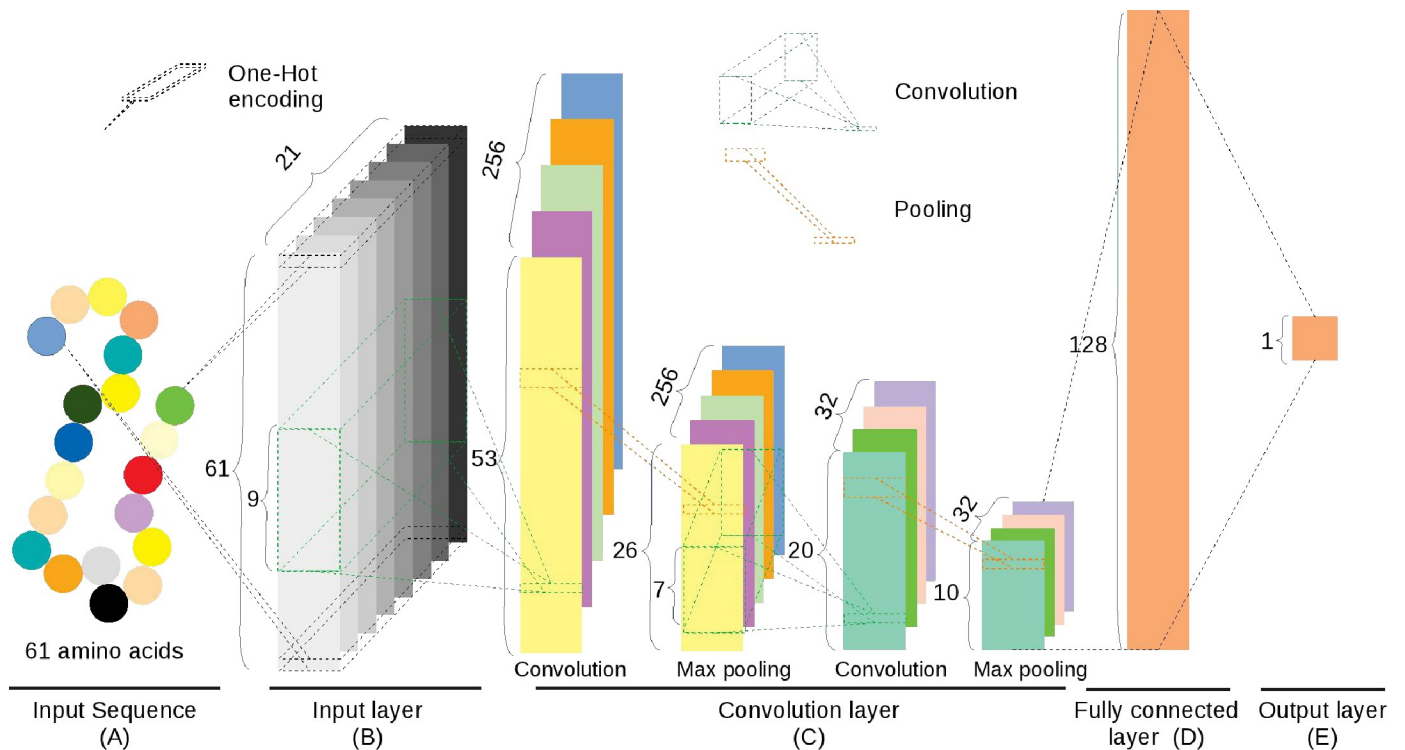 One-Hot
encoding
Convolution
Pooling
21
256
61
9
53
256
26
7
32
20
32
10
128
1
61 amino acids
Convolution
Max pooling
Convolution
Max pooling
Input Sequence
(A)
Input layer
(B)
Convolution layer
(C)
Fully connected
layer (D)
Output layer
(E)